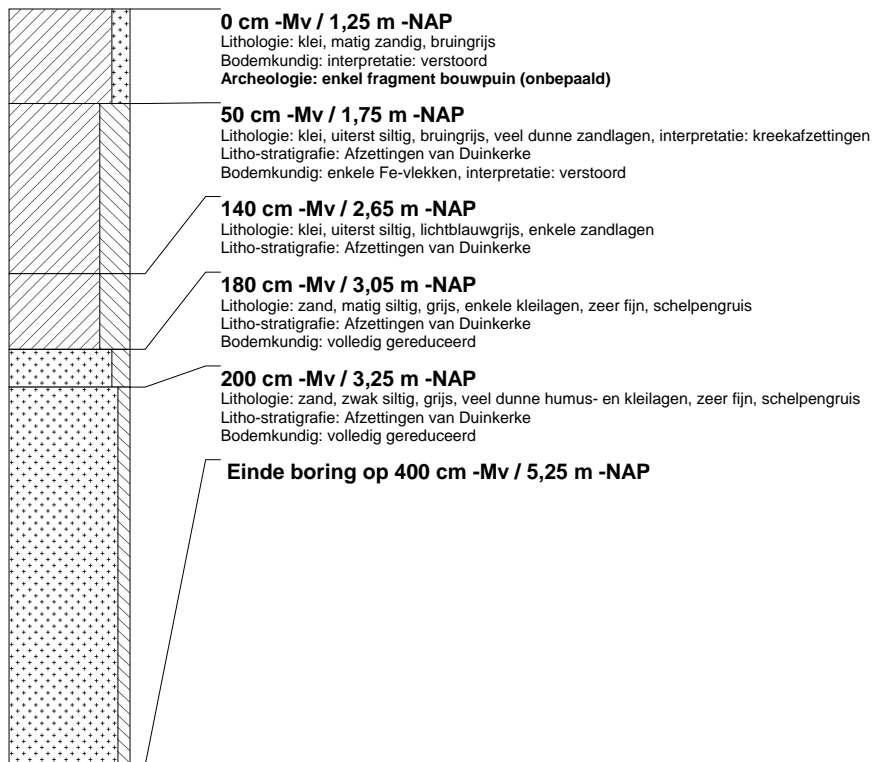 0 cm -Mv / 1,25 m -NAP
Lithologie: klei, matig zandig, bruingrijs
Bodemkundig: interpretatie: verstoord
Archeologie: enkel fragment bouwpuin (onbepaald)
50 cm -Mv / 1,75 m -NAP
Lithologie: klei, uiterst siltig, bruingrijs, veel dunne zandlagen, interpretatie: kreekafzettingen
Litho-stratigrafie: Afzettingen van Duinkerke
Bodemkundig: enkele Fe-vlekken, interpretatie: verstoord
140 cm -Mv / 2,65 m -NAP
Lithologie: klei, uiterst siltig, lichtblauwgrijs, enkele zandlagen
Litho-stratigrafie: Afzettingen van Duinkerke
180 cm -Mv / 3,05 m -NAP
Lithologie: zand, matig siltig, grijs, enkele kleilagen, zeer fijn, schelpengruis
Litho-stratigrafie: Afzettingen van Duinkerke
Bodemkundig: volledig gereduceerd
200 cm -Mv / 3,25 m -NAP
Lithologie: zand, zwak siltig, grijs, veel dunne humus- en kleilagen, zeer fijn, schelpengruis
Litho-stratigrafie: Afzettingen van Duinkerke
Bodemkundig: volledig gereduceerd
Einde boring op 400 cm -Mv / 5,25 m -NAP